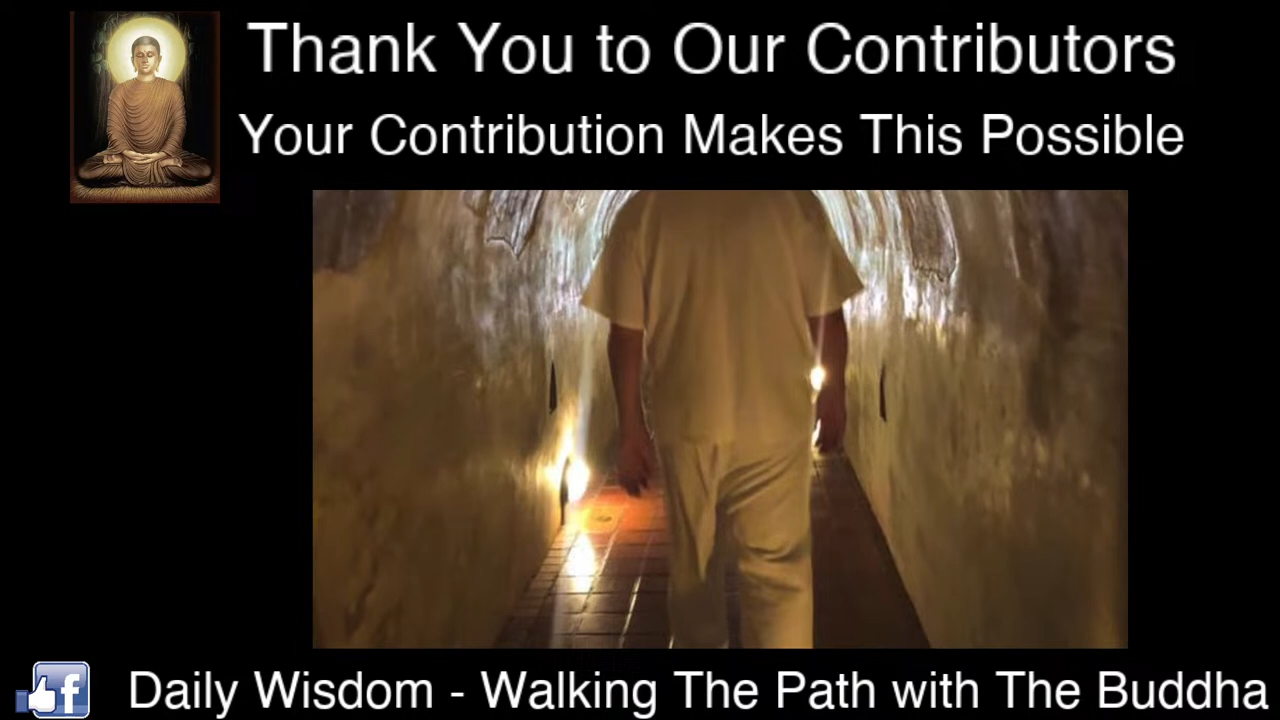 Thank You to Our Contributors
Your Contribution Makes This Possible
f
Daily Wisdom - Walking The Path with The Buddha